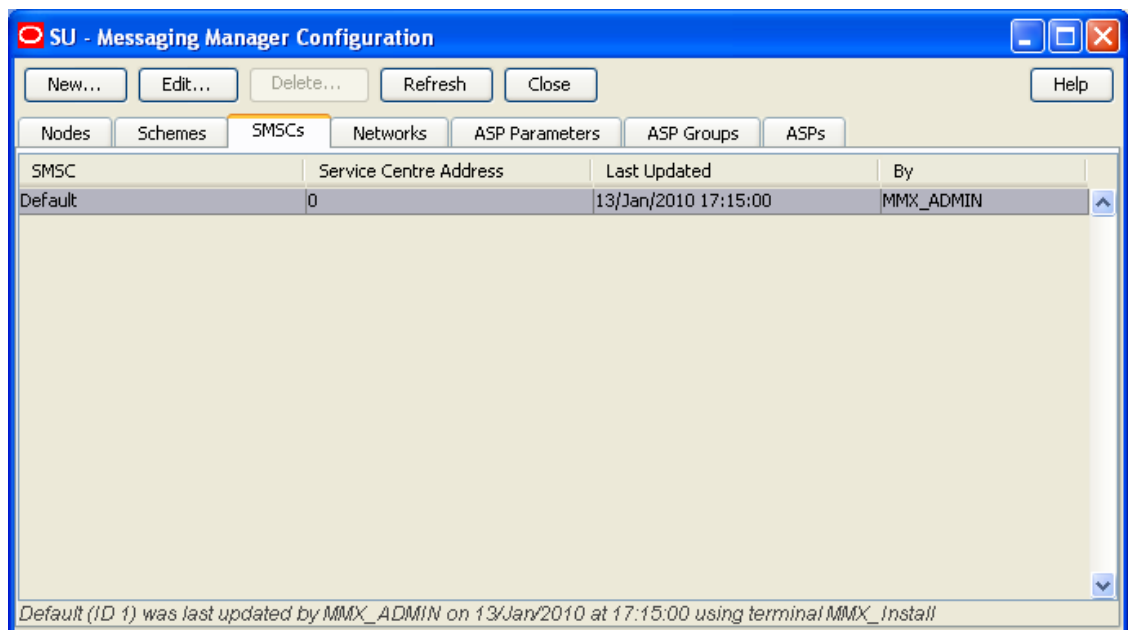 SU - Messaging Manager Configuration
New... Edit... Delete... Refresh Close Help
Nodes Schemes SMSCs Networks ASP Parameters ASP Groups ASPs
SMSC Service Centre Address Last Updated By
Default 0 13/Jan/2010 17:15:00 MMX_ADMIN
Default (ID 1) was last updated by MMX_ADMIN on 13/Jan/2010 at 17:15:00 using terminal MMX_Install